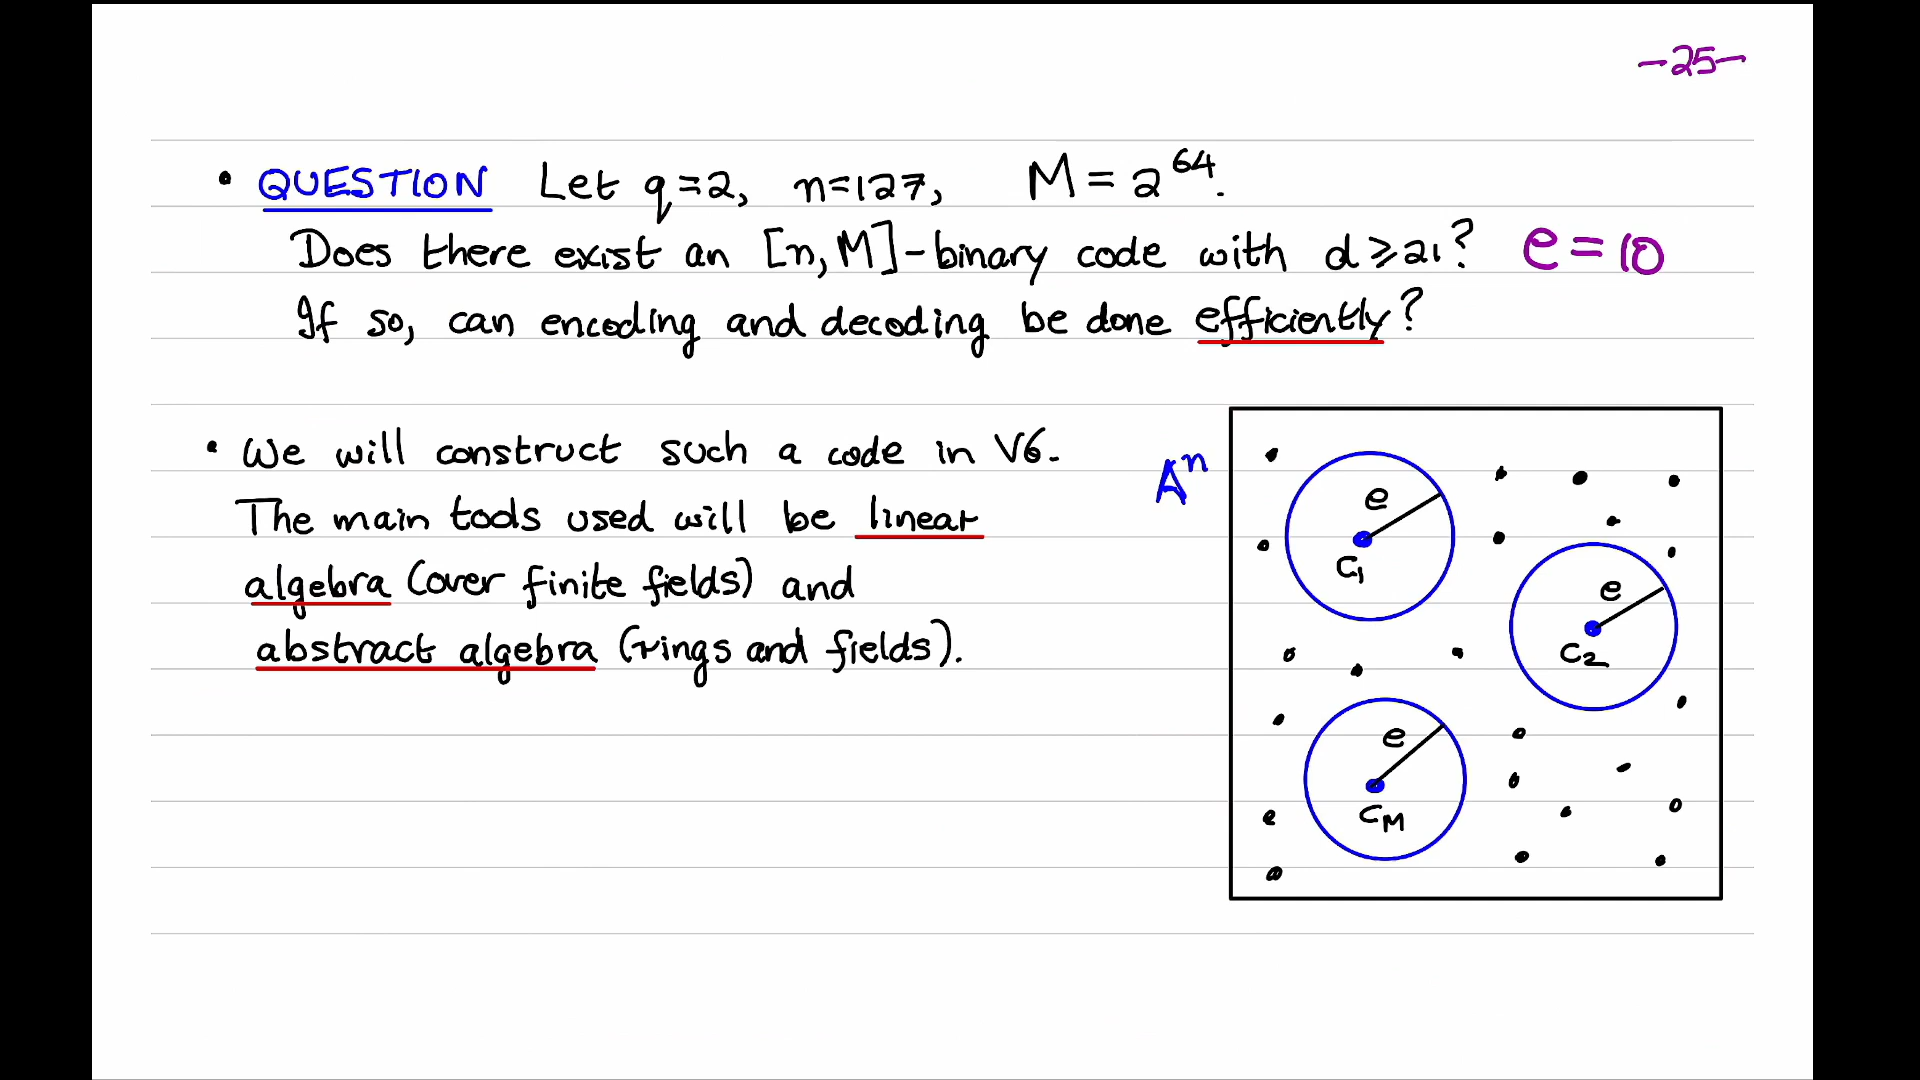 -25-
• QUESTION Let q=2, n=127, M = 2^64.
Does there exist an [n,M]-binary code with d≥21? e=10
If so, can encoding and decoding be done efficiently?
• We will construct such a code in V6.
The main tools used will be linear
algebra (over finite fields) and
abstract algebra (rings and fields).
A^n
e
c1
e
c2
e
cM